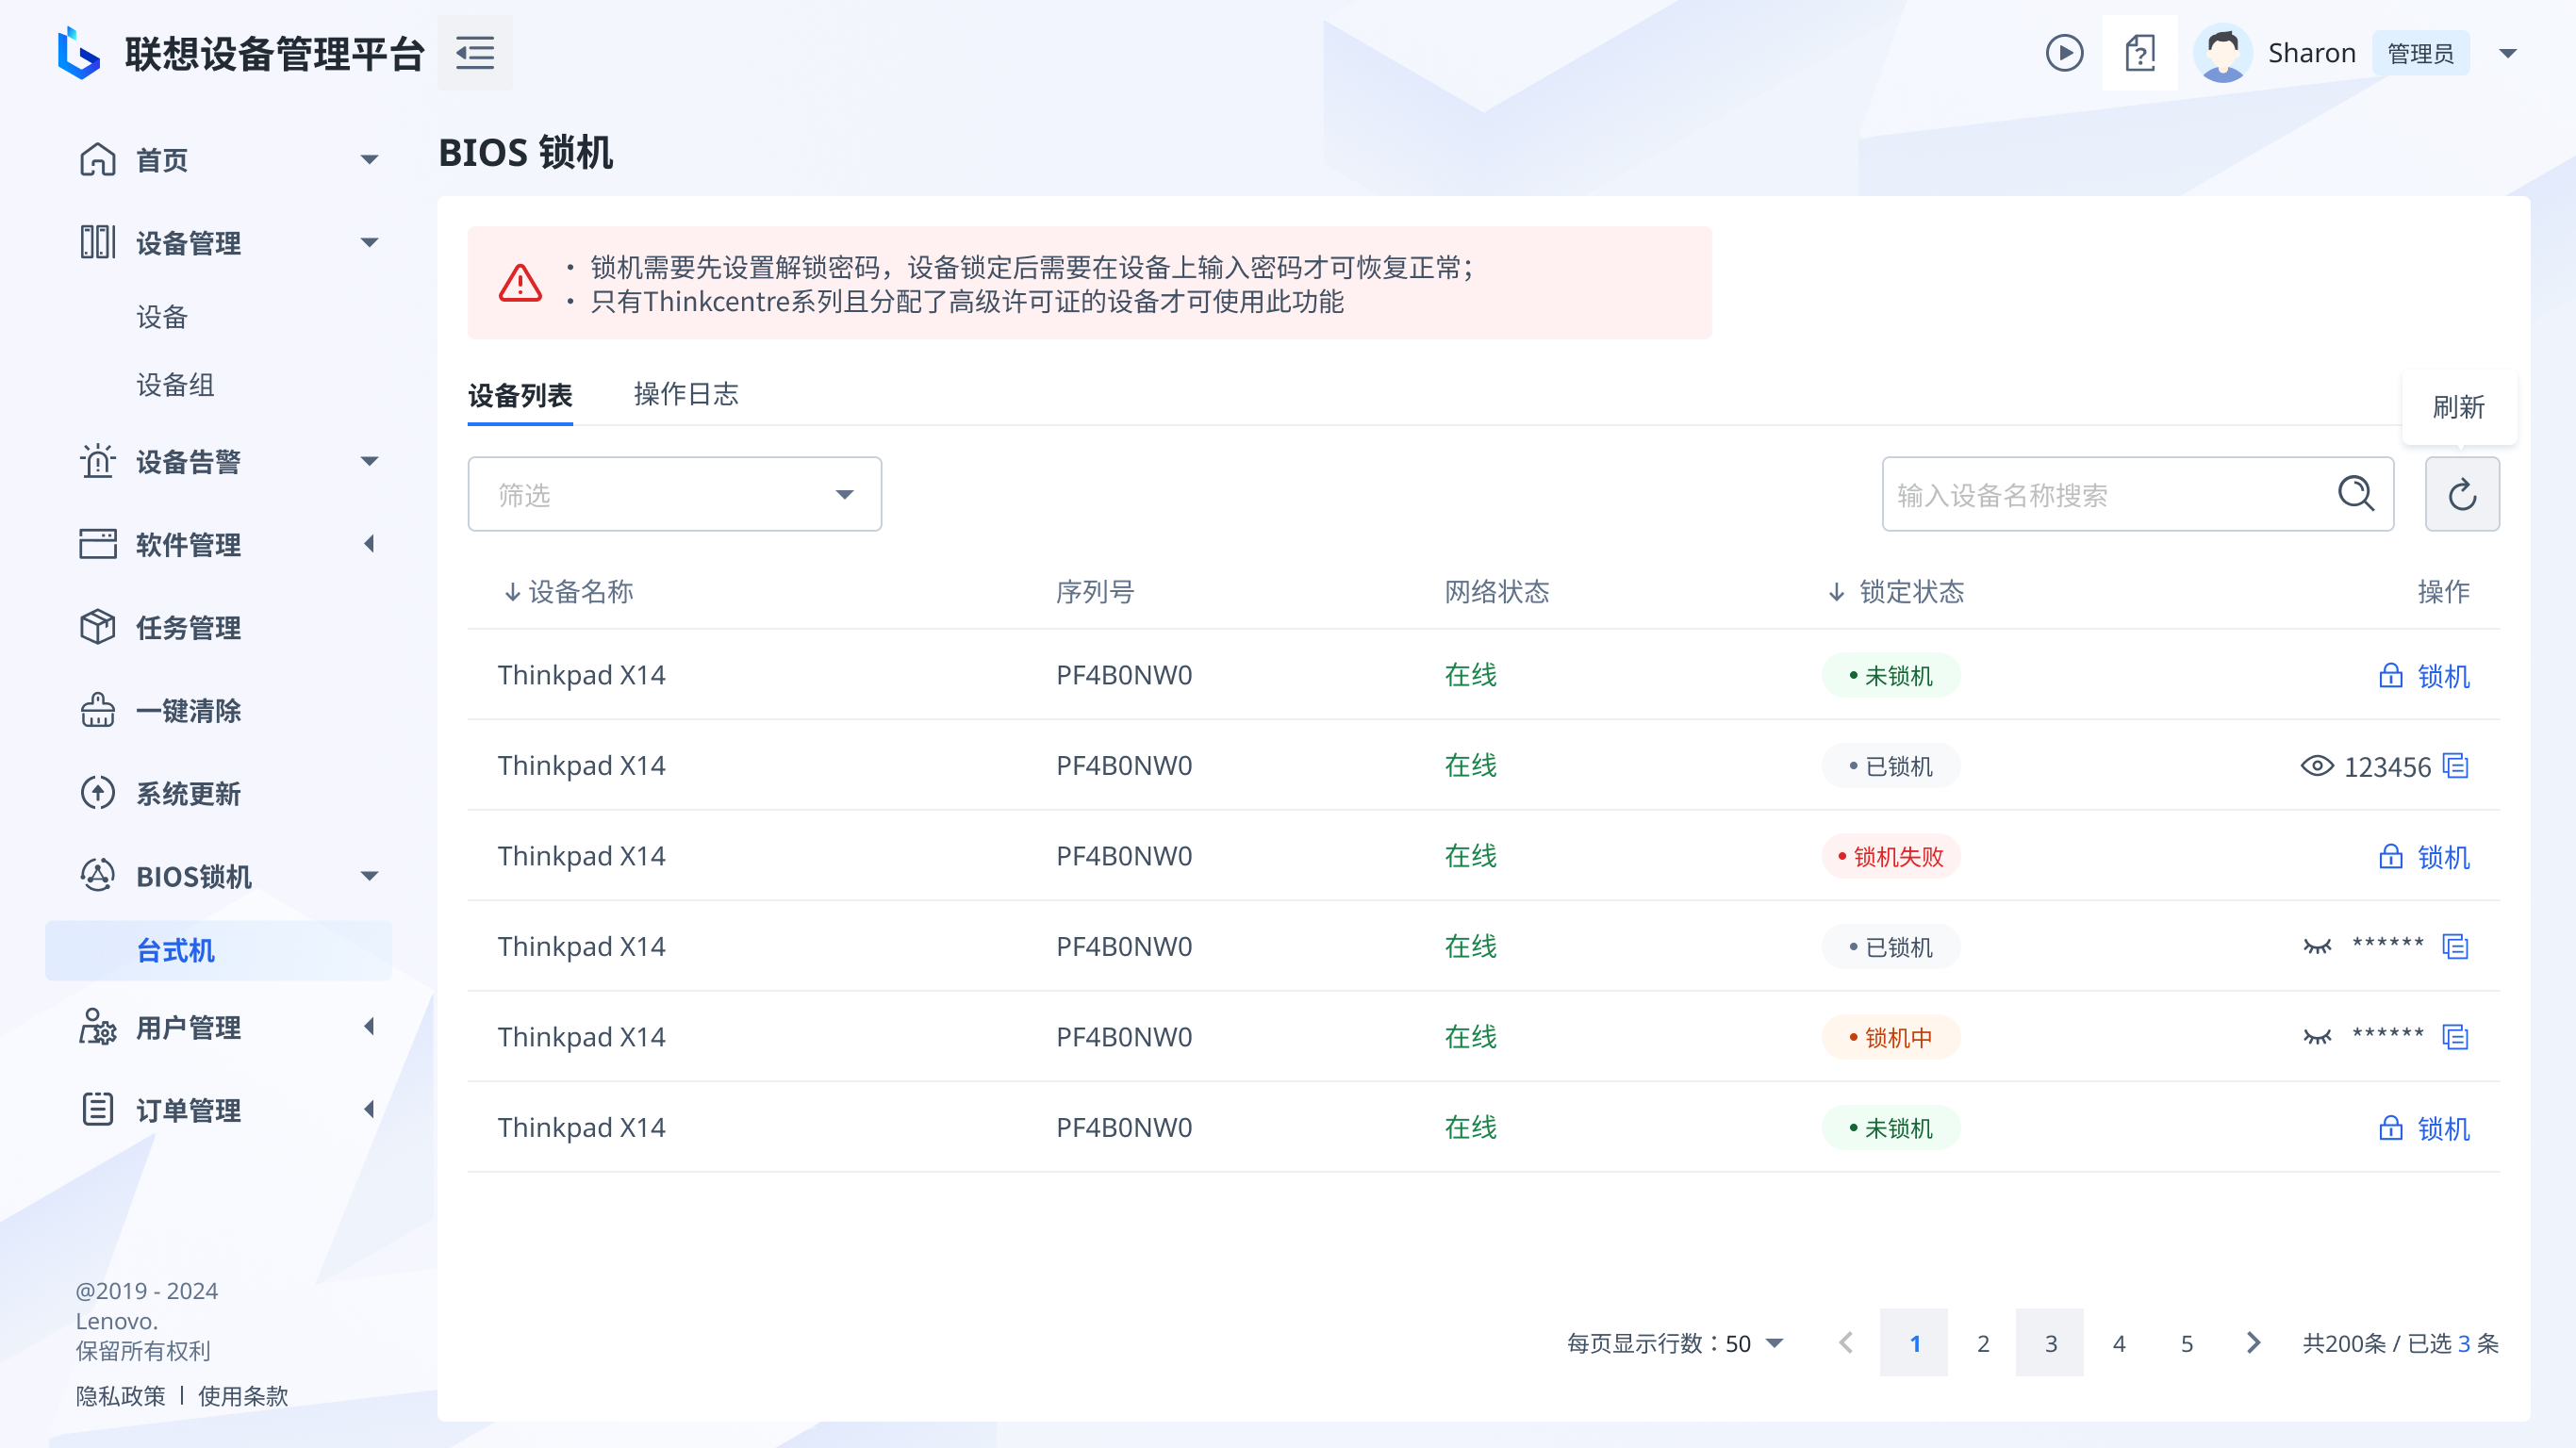 联想设备管理平台
Sharon 管理员
首页
设备管理
设备
设备组
设备告警
软件管理
任务管理
一键清除
系统更新
BIOS锁机
台式机
用户管理
订单管理
@2019 - 2024
Lenovo.
保留所有权利
隐私政策 | 使用条款
BIOS 锁机
• 锁机需要先设置解锁密码，设备锁定后需要在设备上输入密码才可恢复正常；
• 只有Thinkcentre系列且分配了高级许可证的设备才可使用此功能
设备列表 操作日志
刷新
筛选 输入设备名称搜索
设备名称 序列号 网络状态 锁定状态 操作
Thinkpad X14 PF4B0NW0 在线 • 未锁机 锁机
Thinkpad X14 PF4B0NW0 在线 • 已锁机 123456
Thinkpad X14 PF4B0NW0 在线 • 锁机失败 锁机
Thinkpad X14 PF4B0NW0 在线 • 已锁机 ******
Thinkpad X14 PF4B0NW0 在线 • 锁机中 ******
Thinkpad X14 PF4B0NW0 在线 • 未锁机 锁机
每页显示行数：50 1 2 3 4 5 共200条 / 已选 3 条